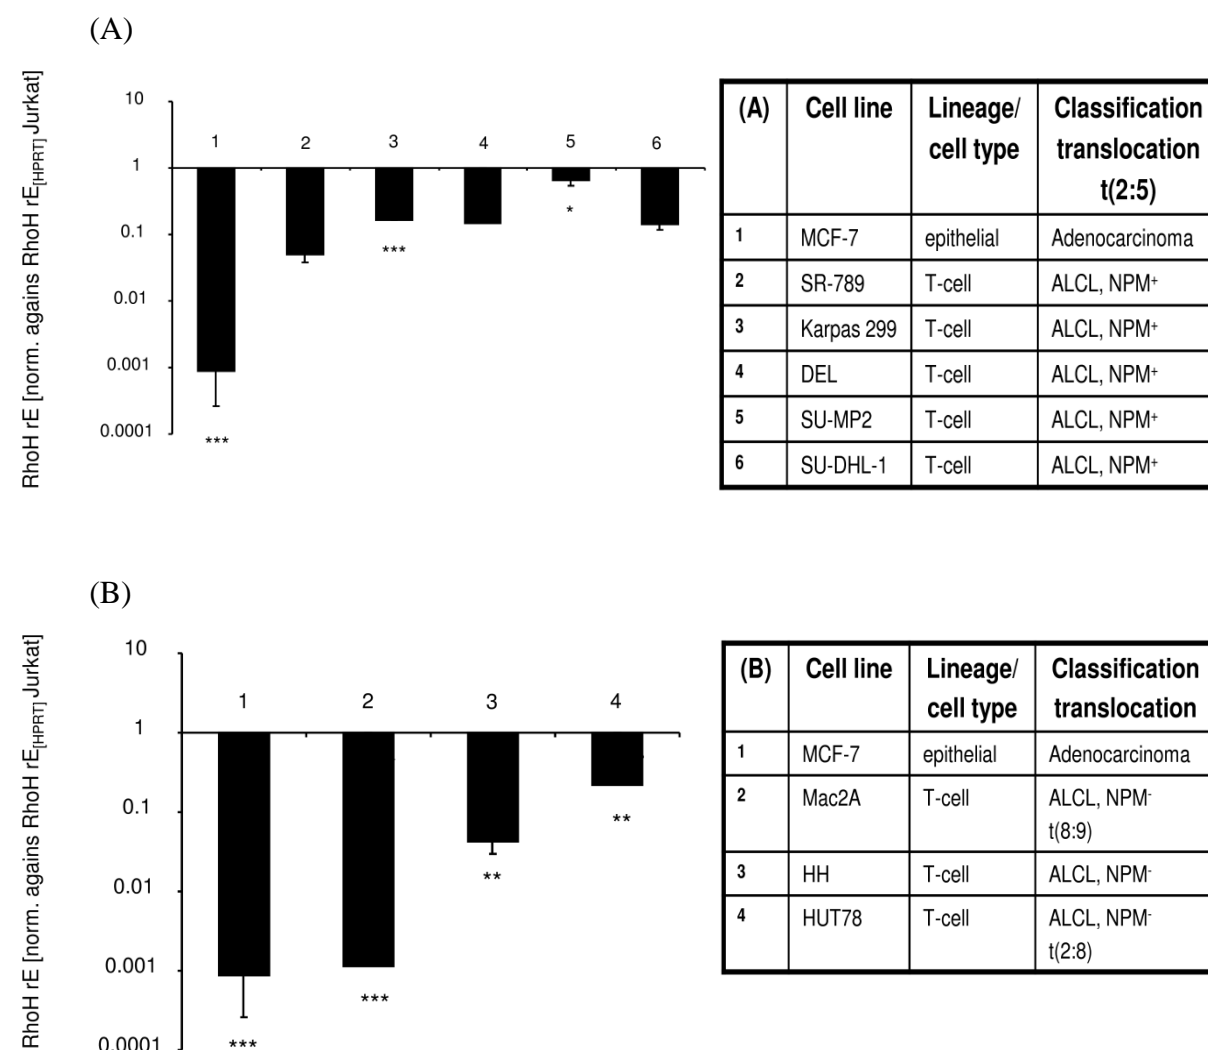 (A)
RhoH rE [norm. agains RhoH rE[HPRT] Jurkat]
10
1
0.1
0.01
0.001
0.0001
1 2 3 4 5 6
***
***
*
(A) Cell line Lineage/ cell type Classification translocation t(2:5)
1 MCF-7 epithelial Adenocarcinoma
2 SR-789 T-cell ALCL, NPM+
3 Karpas 299 T-cell ALCL, NPM+
4 DEL T-cell ALCL, NPM+
5 SU-MP2 T-cell ALCL, NPM+
6 SU-DHL-1 T-cell ALCL, NPM+
(B)
RhoH rE [norm. agains RhoH rE[HPRT] Jurkat]
10
1
0.1
0.01
0.001
0.0001
1 2 3 4
***
***
**
**
(B) Cell line Lineage/ cell type Classification translocation
1 MCF-7 epithelial Adenocarcinoma
2 Mac2A T-cell ALCL, NPM- t(8:9)
3 HH T-cell ALCL, NPM-
4 HUT78 T-cell ALCL, NPM- t(2:8)